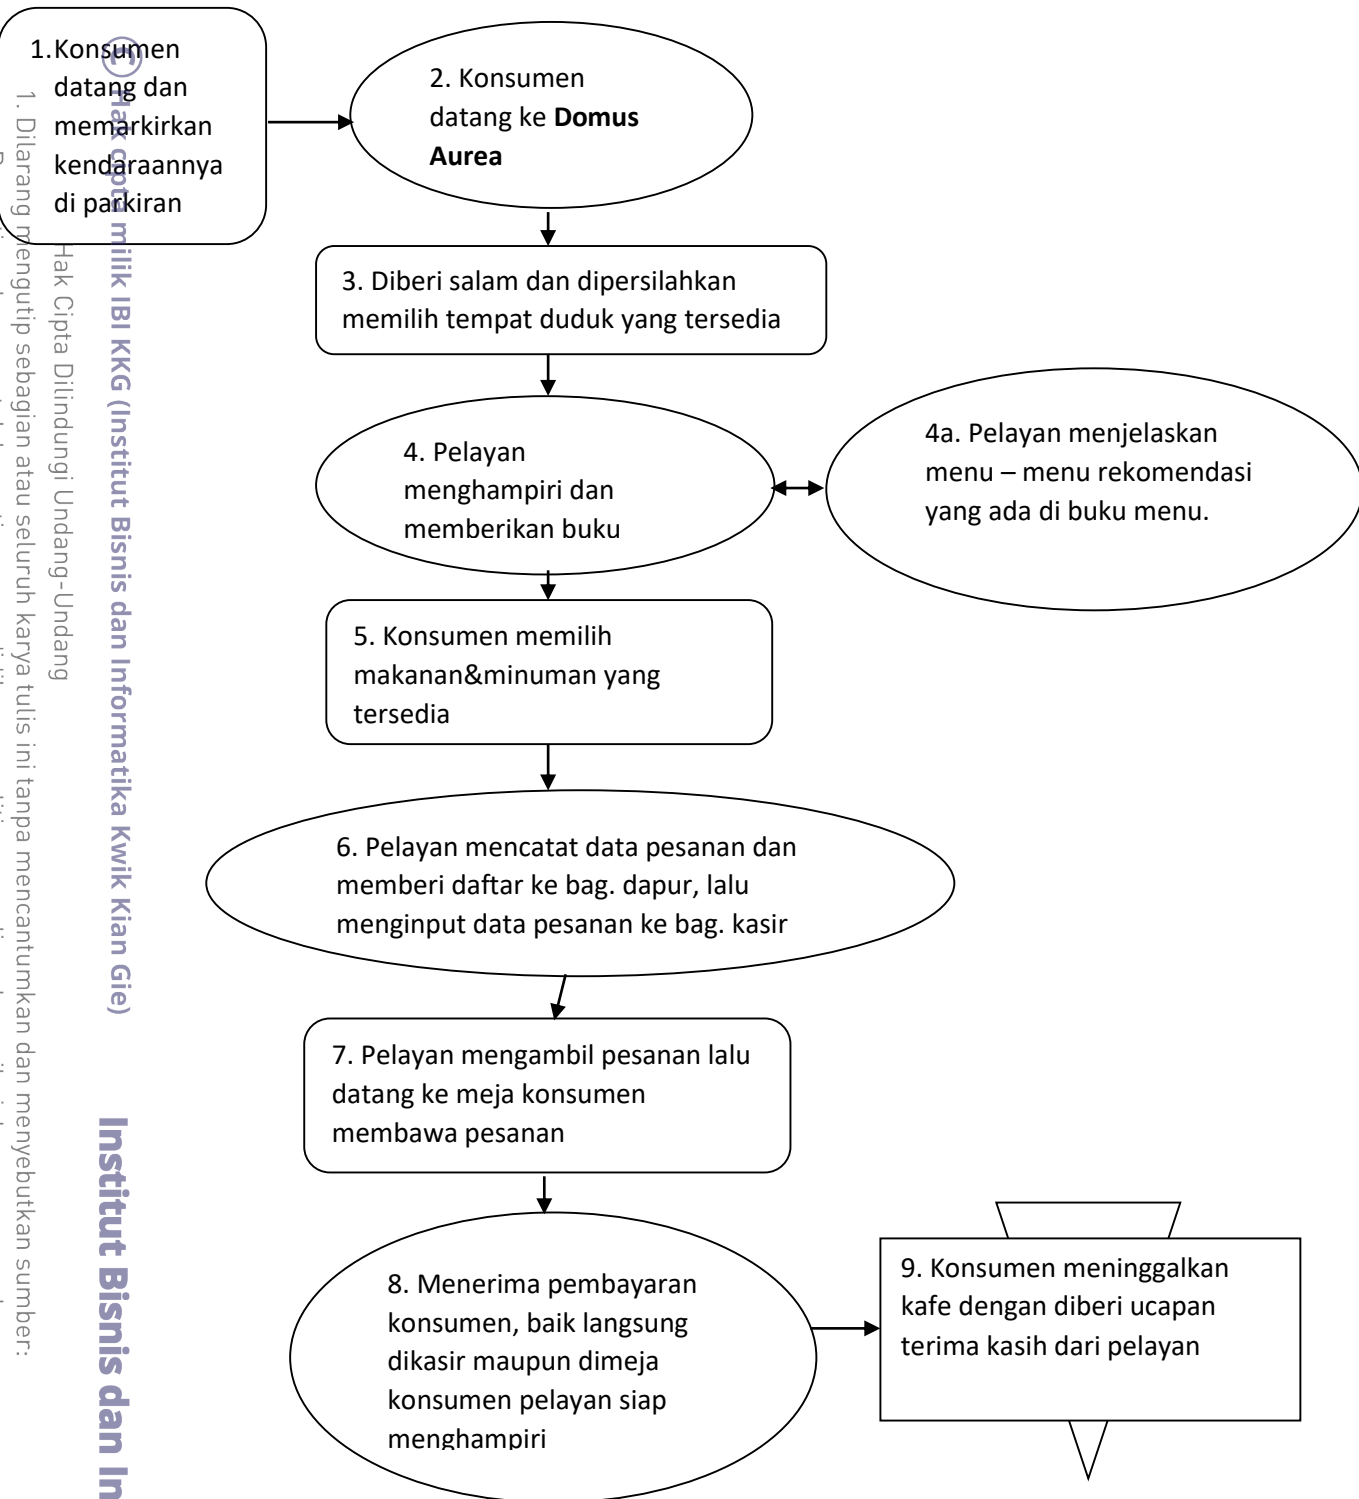 1.Konsumen
datang dan
memarkirkan
kendaraannya
di parkiran
2. Konsumen
datang ke Domus
Aurea
3. Diberi salam dan dipersilahkan
memilih tempat duduk yang tersedia
4. Pelayan
menghampiri dan
memberikan buku
4a. Pelayan menjelaskan
menu – menu rekomendasi
yang ada di buku menu.
5. Konsumen memilih
makanan&minuman yang
tersedia
6. Pelayan mencatat data pesanan dan
memberi daftar ke bag. dapur, lalu
menginput data pesanan ke bag. kasir
7. Pelayan mengambil pesanan lalu
datang ke meja konsumen
membawa pesanan
8. Menerima pembayaran
konsumen, baik langsung
dikasir maupun dimeja
konsumen pelayan siap
menghampiri
9. Konsumen meninggalkan
kafe dengan diberi ucapan
terima kasih dari pelayan
© Hak cipta milik IBI KKG (Institut Bisnis dan Informatika Kwik Kian Gie)
Institut Bisnis dan In
Hak Cipta Dilindungi Undang-Undang
1. Dilarang mengutip sebagian atau seluruh karya tulis ini tanpa mencantumkan dan menyebutkan sumber: